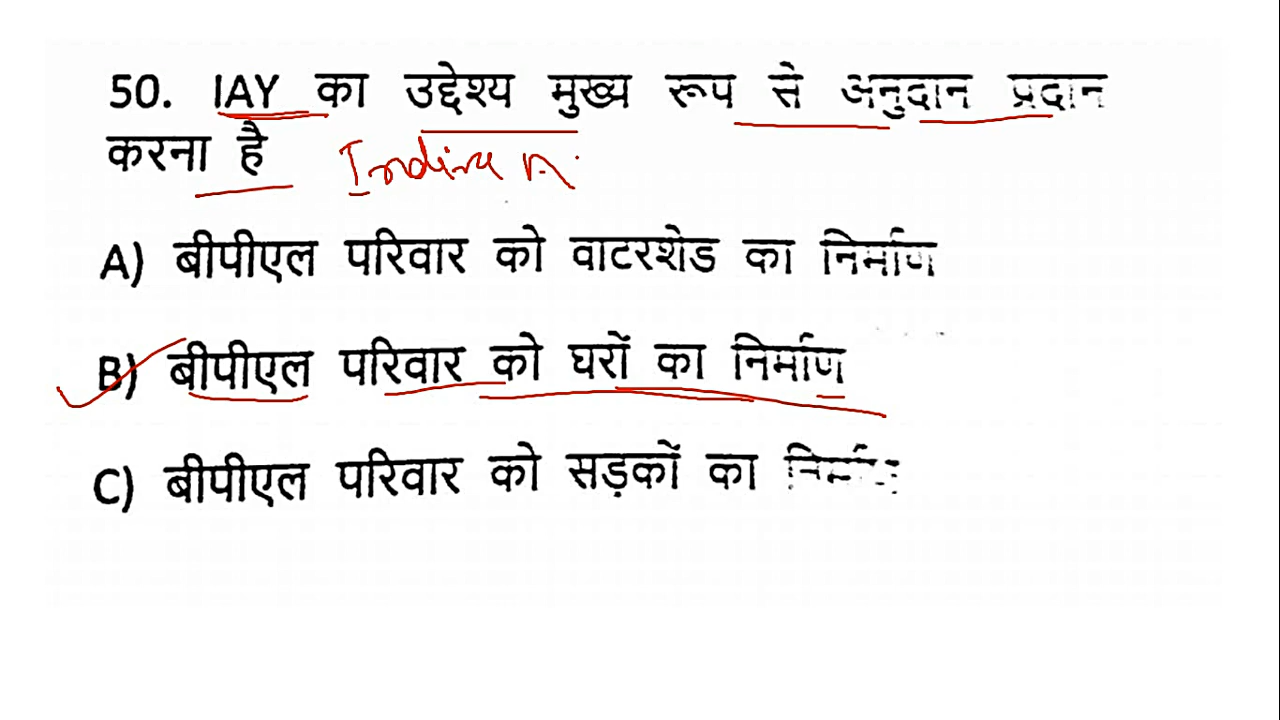 50. IAY का उद्देश्य मुख्य रूप से अनुदान प्रदान
करना है Indira A.
A) बीपीएल परिवार को वाटरशेड का निर्माण
B) बीपीएल परिवार को घरों का निर्माण
C) बीपीएल परिवार को सड़कों का निर्माण